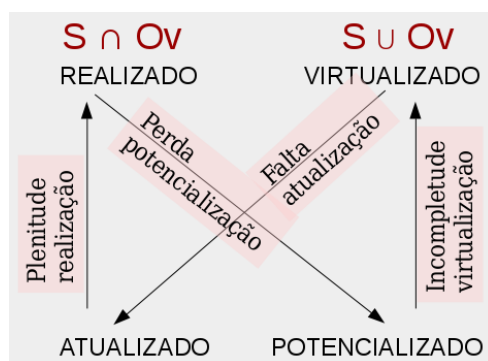 S ∩ Ov
S ∪ Ov
REALIZADO
VIRTUALIZADO
Perda
potencialização
Falta
atualização
Plenitude
realização
Incompletude
virtualização
ATUALIZADO
POTENCIALIZADO